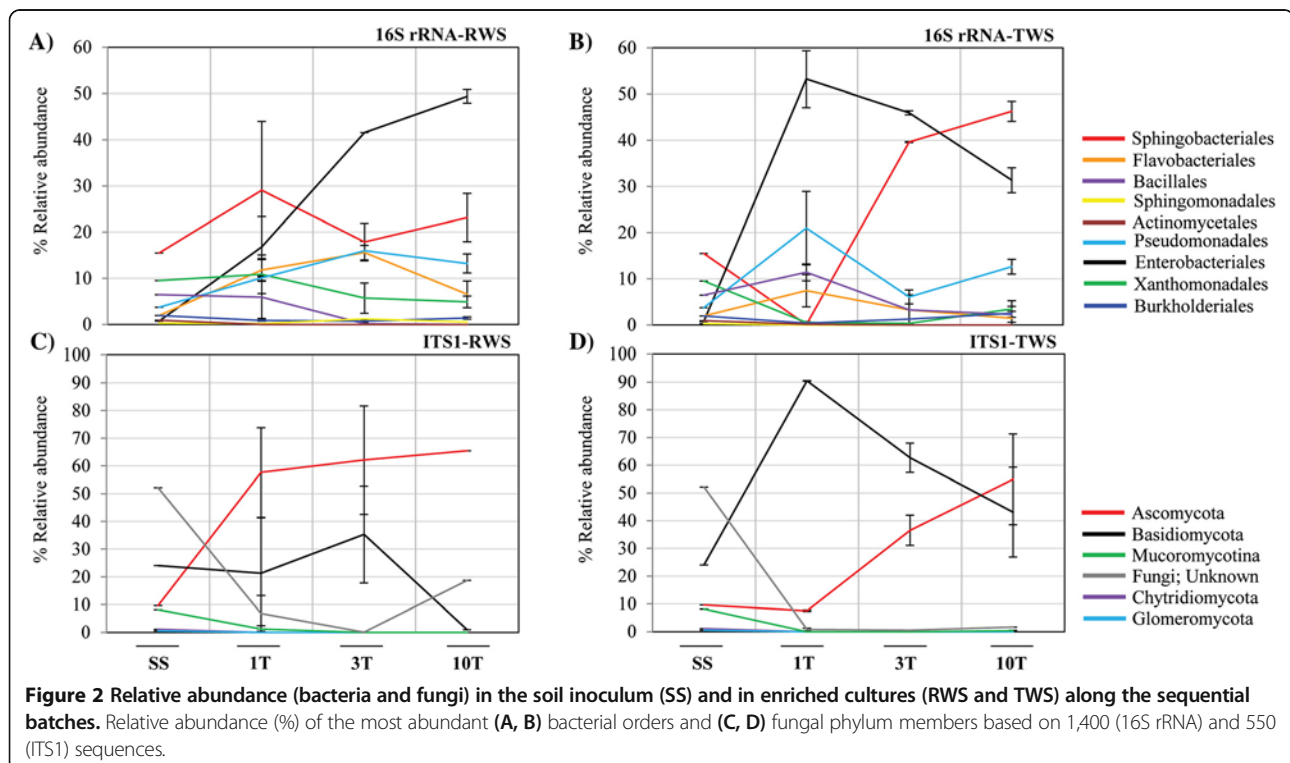 A)
16S rRNA-RWS
60
50
40
30
20
10
0
% Relative abundance
B)
16S rRNA-TWS
60
50
40
30
20
10
0
% Relative abundance
Sphingobacteriales
Flavobacteriales
Bacillales
Sphingomonadales
Actinomycetales
Pseudomonadales
Enterobacteriales
Xanthomonadales
Burkholderiales
C)
ITS1-RWS
100
90
80
70
60
50
40
30
20
10
0
% Relative abundance
SS 1T 3T 10T
D)
ITS1-TWS
100
90
80
70
60
50
40
30
20
10
0
% Relative abundance
SS 1T 3T 10T
Ascomycota
Basidiomycota
Mucoromycotina
Fungi; Unknown
Chytridiomycota
Glomeromycota
Figure 2 Relative abundance (bacteria and fungi) in the soil inoculum (SS) and in enriched cultures (RWS and TWS) along the sequential
batches. Relative abundance (%) of the most abundant (A, B) bacterial orders and (C, D) fungal phylum members based on 1,400 (16S rRNA) and 550
(ITS1) sequences.